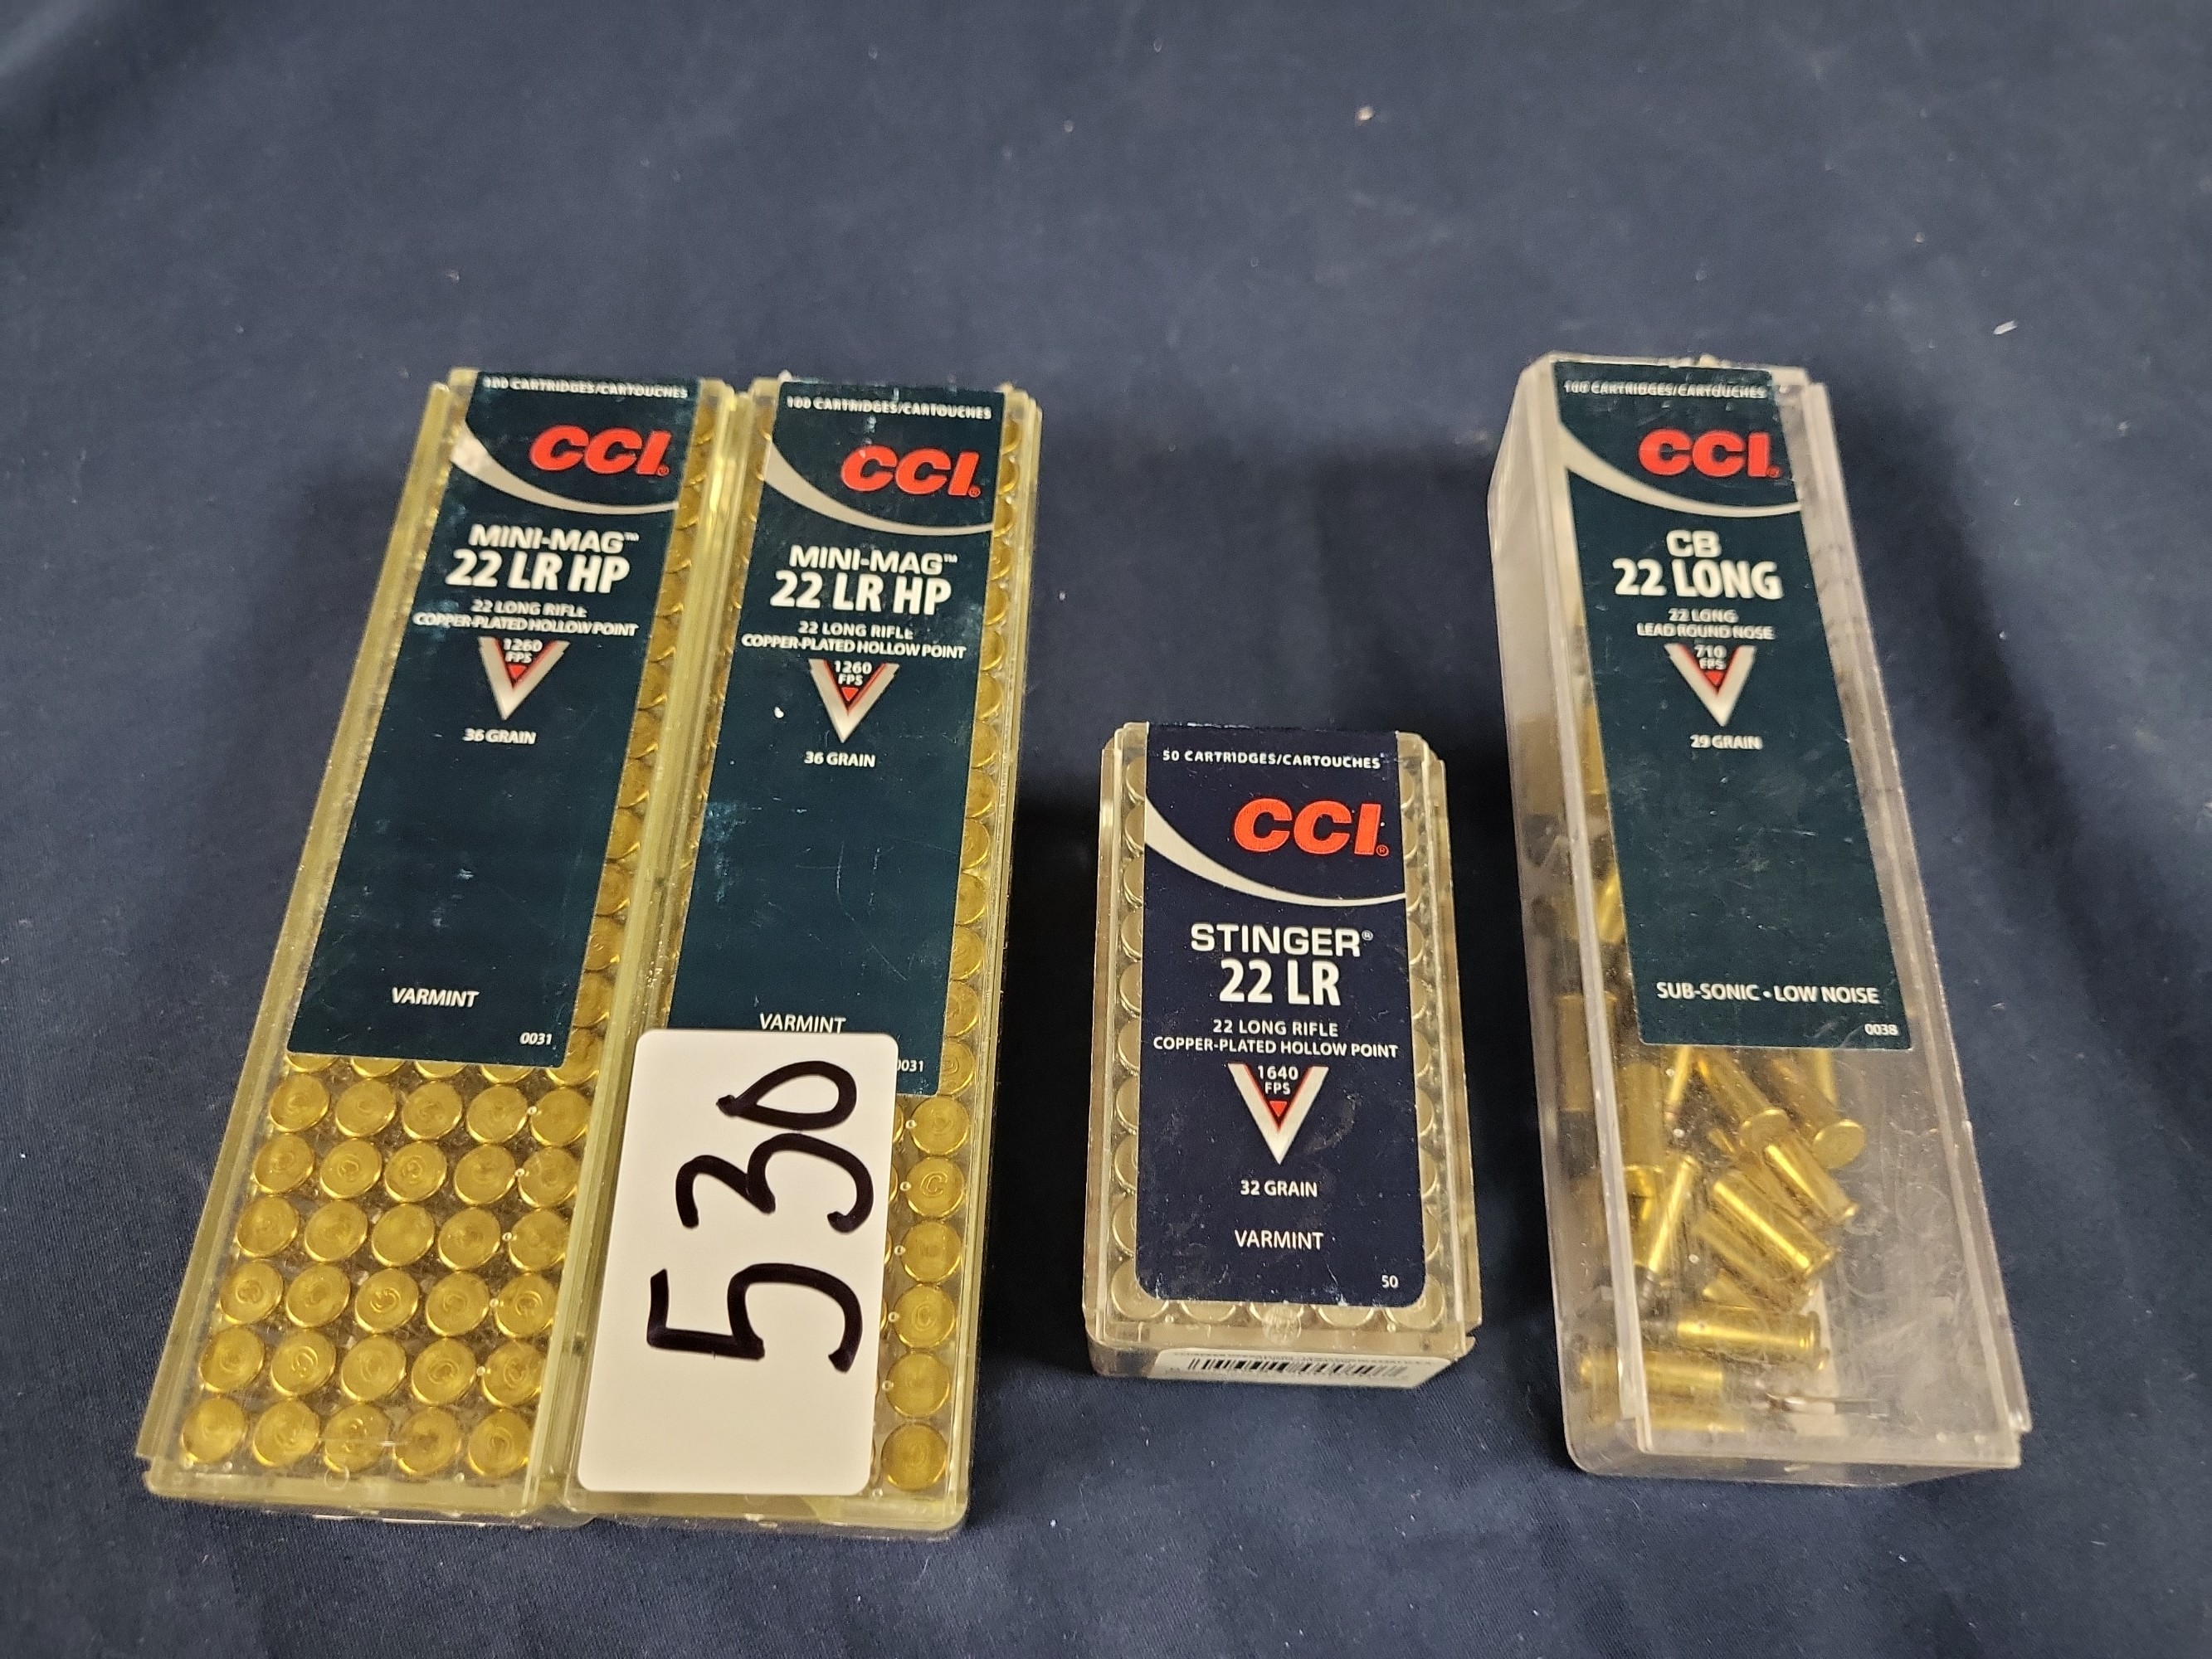 100 CARTRIDGES/CARTOUCHES
CCI®
MINI-MAG™
22 LR HP
22 LONG RIFLE
COPPER-PLATED HOLLOW POINT
1260
FPS
36 GRAIN
VARMINT
0031
100 CARTRIDGES/CARTOUCHES
CCI®
MINI-MAG™
22 LR HP
22 LONG RIFLE
COPPER-PLATED HOLLOW POINT
1260
FPS
36 GRAIN
VARMINT
0031
530
50 CARTRIDGES/CARTOUCHES
CCI®
STINGER®
22 LR
22 LONG RIFLE
COPPER-PLATED HOLLOW POINT
1640
FPS
32 GRAIN
VARMINT
50
100 CARTRIDGES/CARTOUCHES
CCI®
CB
22 LONG
22 LONG
LEAD ROUND NOSE
710
FPS
29 GRAIN
SUB-SONIC • LOW NOISE
0038